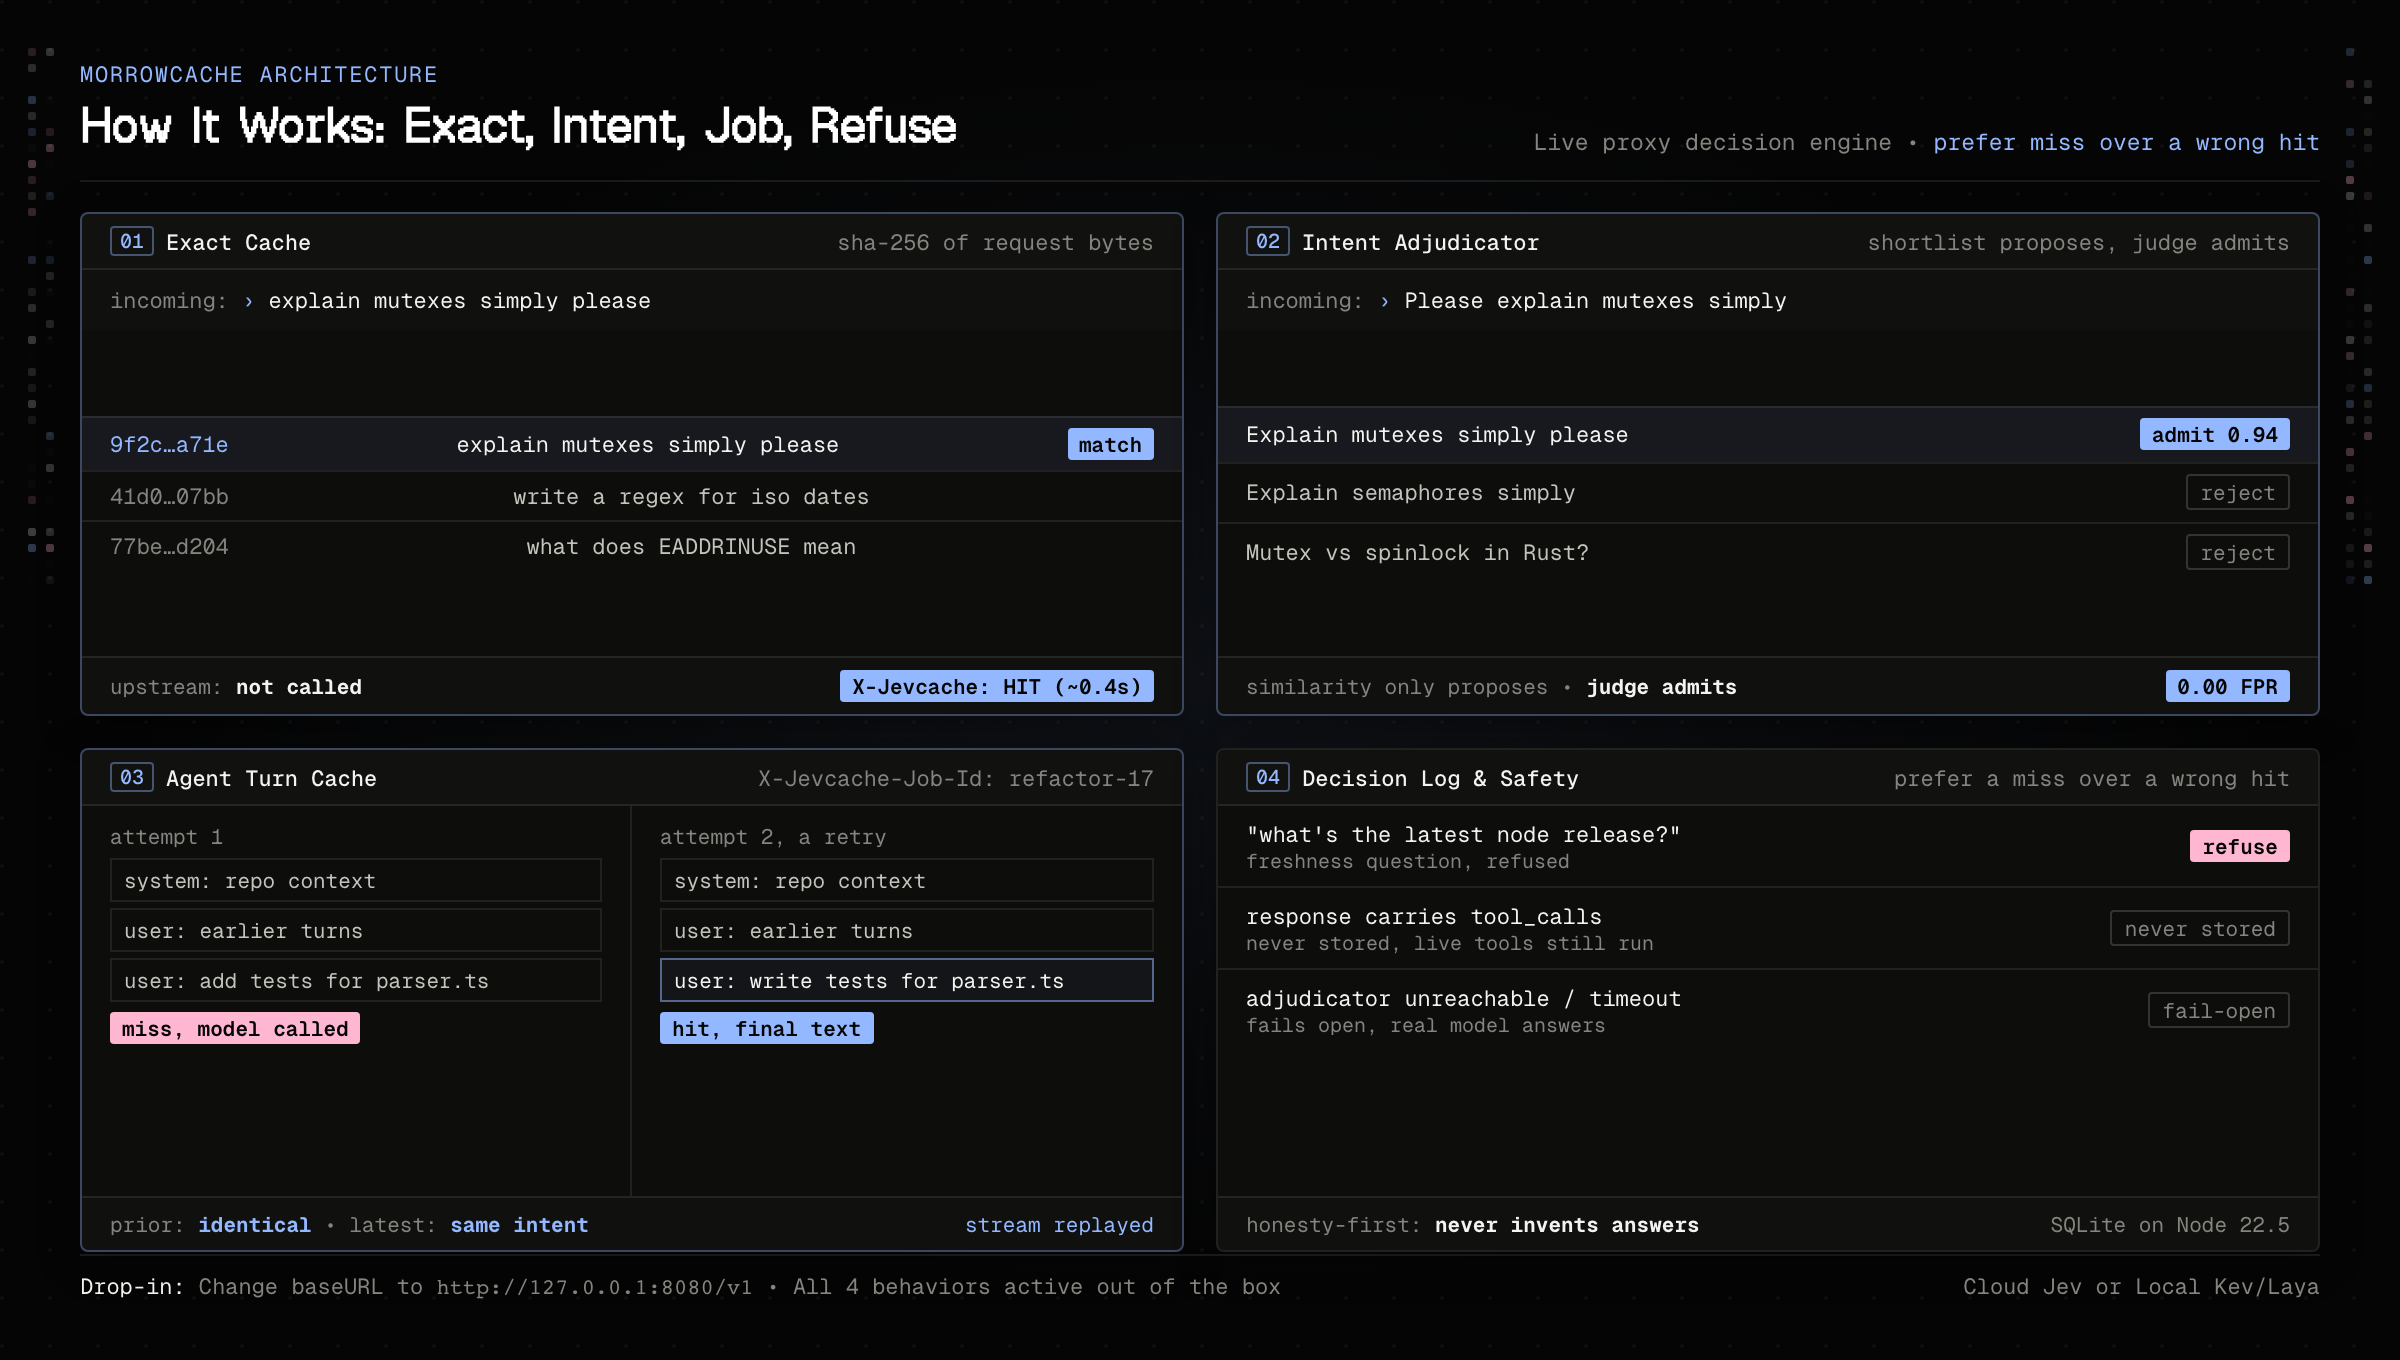 MORROWCACHE ARCHITECTURE
How It Works: Exact, Intent, Job, Refuse
Live proxy decision engine • prefer miss over a wrong hit
01 Exact Cache
sha-256 of request bytes
incoming: › explain mutexes simply please
9f2c…a71e explain mutexes simply please match
41d0…07bb write a regex for iso dates
77be…d204 what does EADDRINUSE mean
upstream: not called
X-Jevcache: HIT (~0.4s)
02 Intent Adjudicator
shortlist proposes, judge admits
incoming: › Please explain mutexes simply
Explain mutexes simply please admit 0.94
Explain semaphores simply reject
Mutex vs spinlock in Rust? reject
similarity only proposes • judge admits
0.00 FPR
03 Agent Turn Cache
X-Jevcache-Job-Id: refactor-17
attempt 1
system: repo context
user: earlier turns
user: add tests for parser.ts
miss, model called
attempt 2, a retry
system: repo context
user: earlier turns
user: write tests for parser.ts
hit, final text
prior: identical • latest: same intent
stream replayed
04 Decision Log & Safety
prefer a miss over a wrong hit
"what's the latest node release?"
freshness question, refused
refuse
response carries tool_calls
never stored, live tools still run
never stored
adjudicator unreachable / timeout
fails open, real model answers
fail-open
honesty-first: never invents answers
SQLite on Node 22.5
Drop-in: Change baseURL to http://127.0.0.1:8080/v1 • All 4 behaviors active out of the box
Cloud Jev or Local Kev/Laya